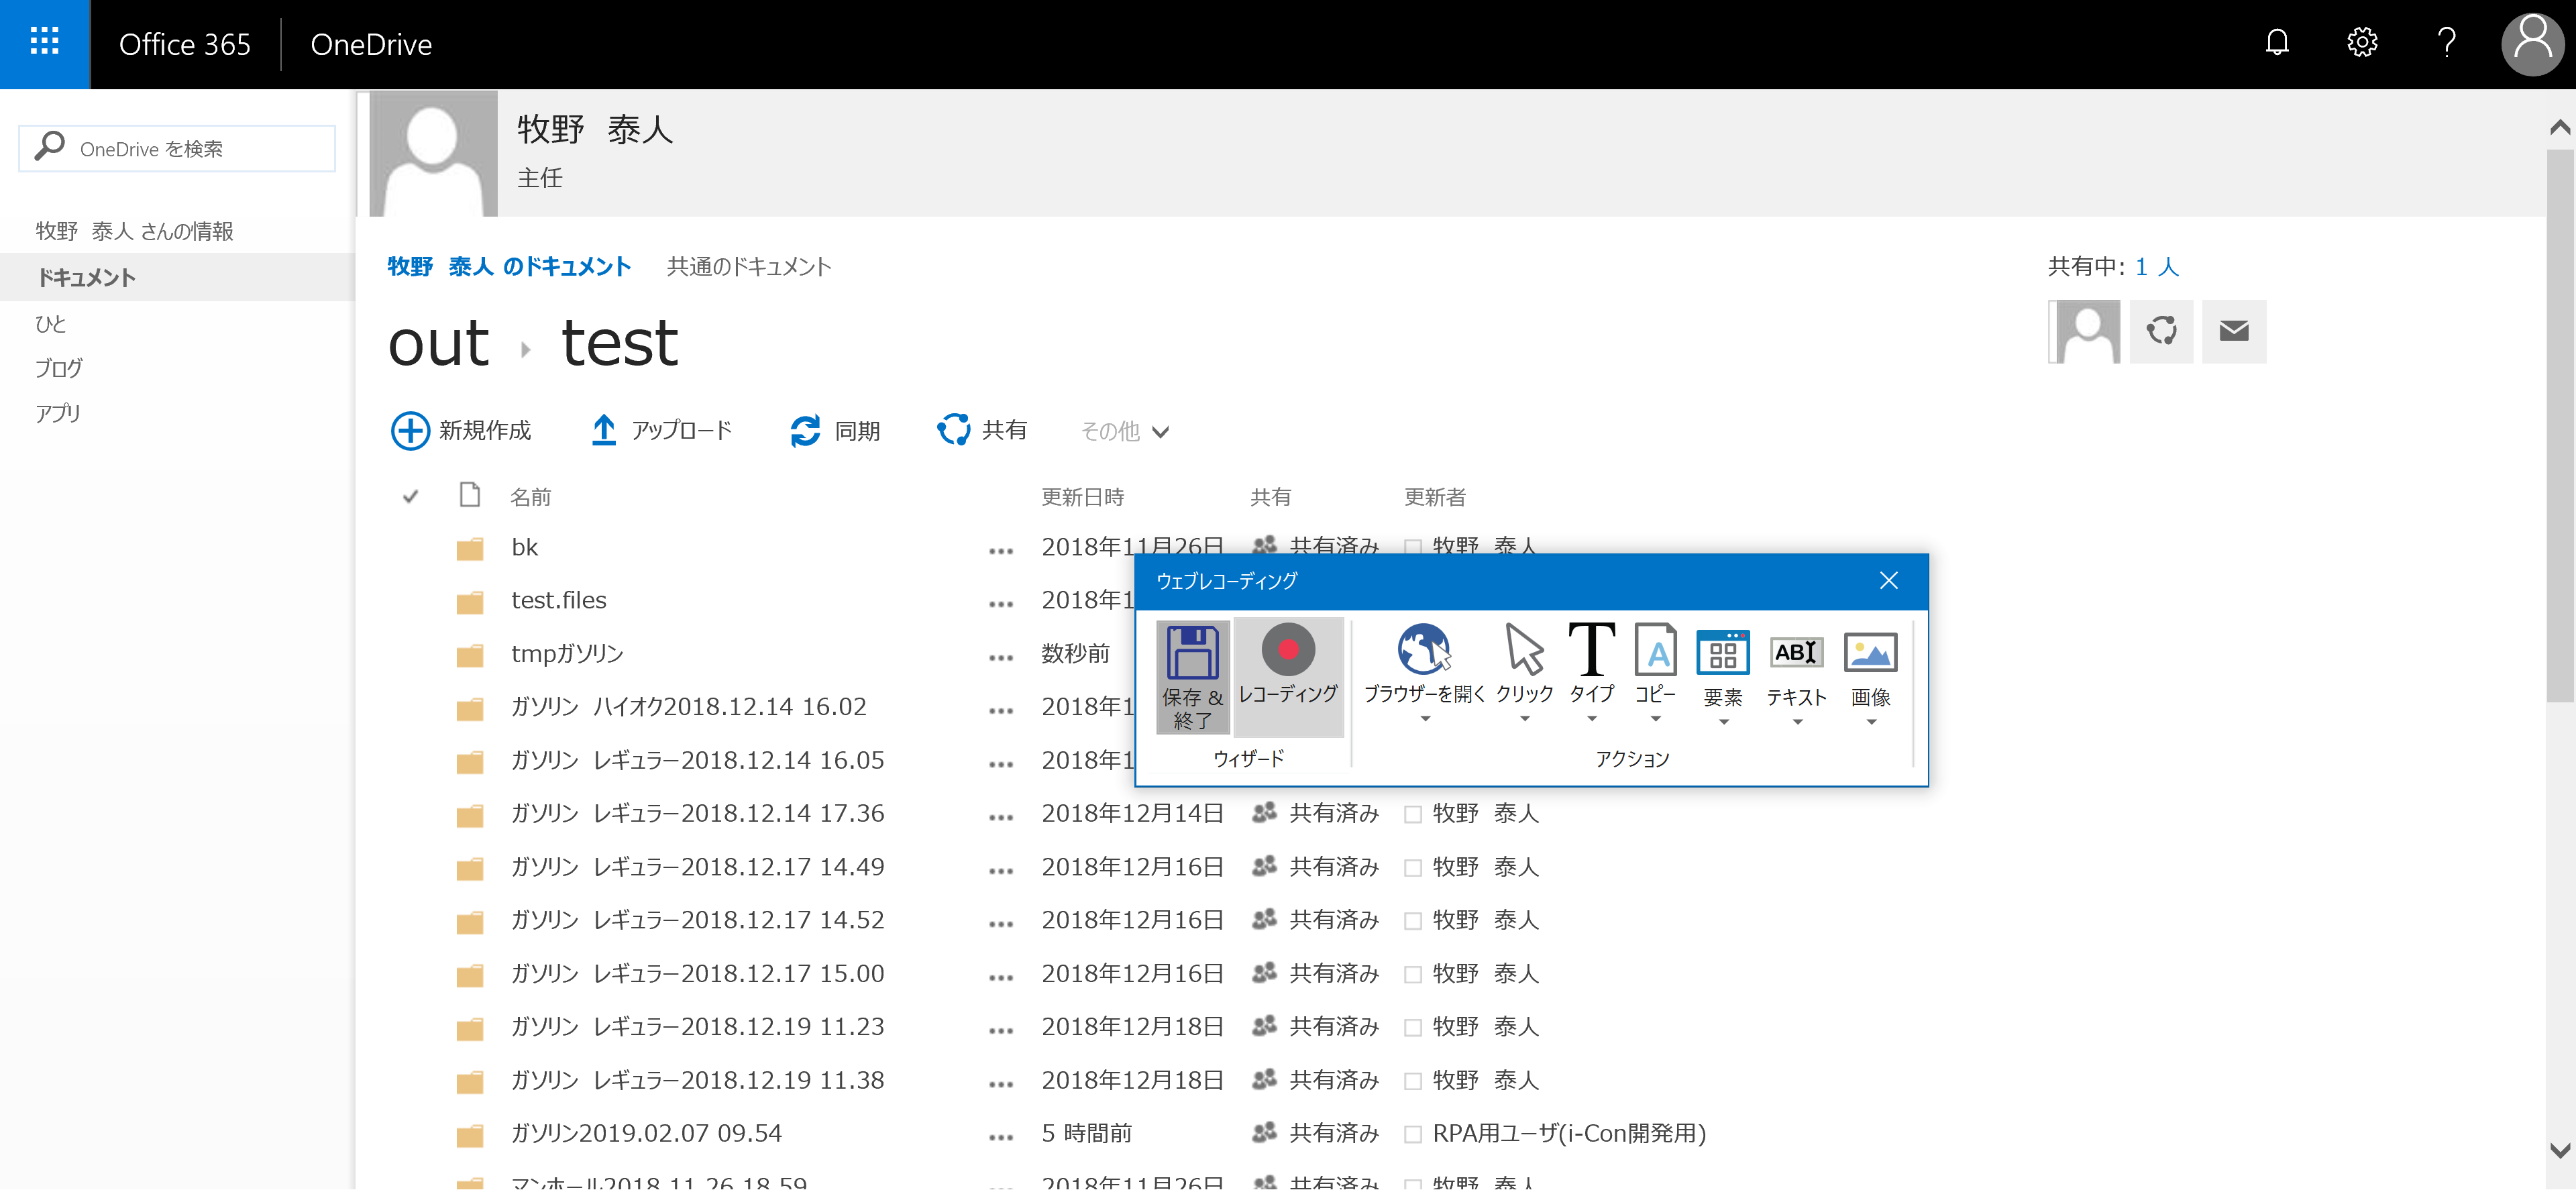 Office 365 OneDrive
OneDrive を検索
牧野　泰人 さんの情報
ドキュメント
ひと
ブログ
アプリ
牧野　泰人
主任
牧野　泰人 のドキュメント 共通のドキュメント
共有中: 1 人
out test
新規作成 アップロード 同期 共有 その他
名前 更新日時 共有 更新者
bk 2018年11月26日 共有済み 牧野　泰人
test.files 2018年1
tmpガソリン 数秒前
ガソリン　ハイオク2018.12.14 16.02 2018年1
ガソリン　レギュラー2018.12.14 16.05 2018年1
ガソリン　レギュラー2018.12.14 17.36 2018年12月14日 共有済み 牧野　泰人
ガソリン　レギュラー2018.12.17 14.49 2018年12月16日 共有済み 牧野　泰人
ガソリン　レギュラー2018.12.17 14.52 2018年12月16日 共有済み 牧野　泰人
ガソリン　レギュラー2018.12.17 15.00 2018年12月16日 共有済み 牧野　泰人
ガソリン　レギュラー2018.12.19 11.23 2018年12月18日 共有済み 牧野　泰人
ガソリン　レギュラー2018.12.19 11.38 2018年12月18日 共有済み 牧野　泰人
ガソリン2019.02.07 09.54 5 時間前 共有済み RPA用ユーザ(i-Con開発用)
マンホール2018.11.26 18.59 2018年11月26日 共有済み 牧野　泰人
ウェブレコーディング
保存 &
終了
レコーディング
ブラウザーを開く
クリック
タイプ
コピー
要素
ABI
テキスト
画像
ウィザード
アクション